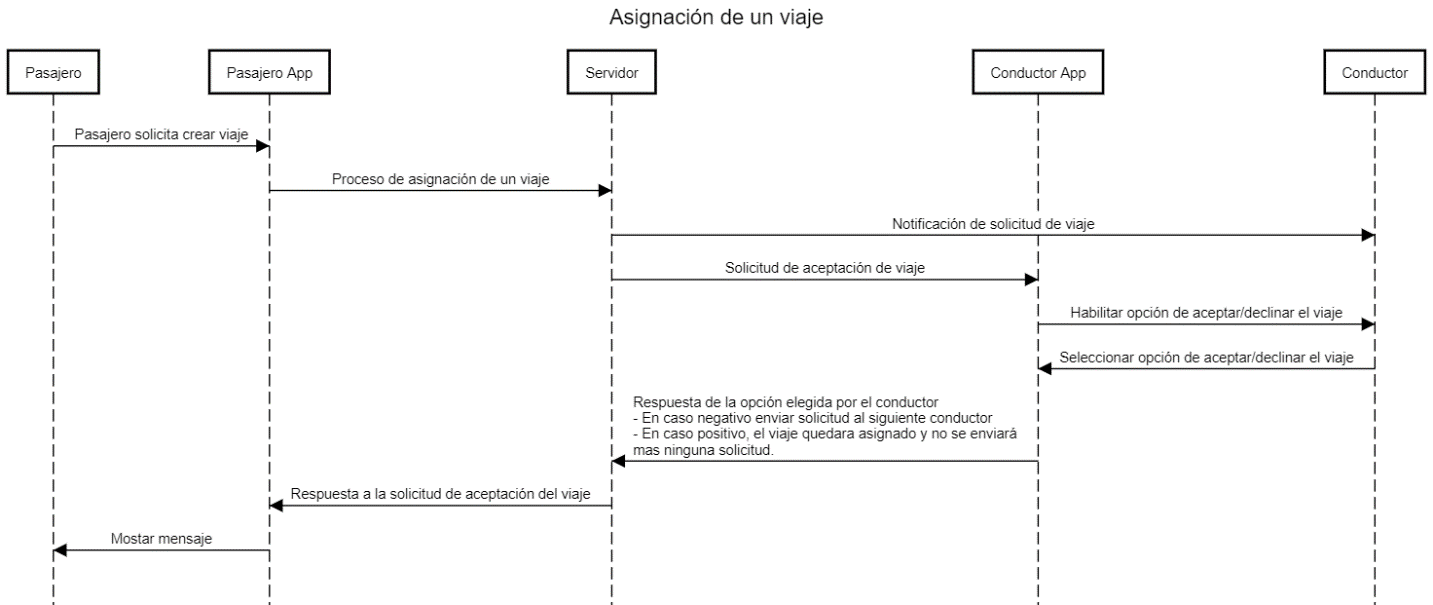 Asignación de un viaje
Pasajero
Pasajero App
Servidor
Conductor App
Conductor
Pasajero solicita crear viaje
Proceso de asignación de un viaje
Notificación de solicitud de viaje
Solicitud de aceptación de viaje
Habilitar opción de aceptar/declinar el viaje
Seleccionar opción de aceptar/declinar el viaje
Respuesta de la opción elegida por el conductor
- En caso negativo enviar solicitud al siguiente conductor
- En caso positivo, el viaje quedara asignado y no se enviará
mas ninguna solicitud.
Respuesta a la solicitud de aceptación del viaje
Mostar mensaje